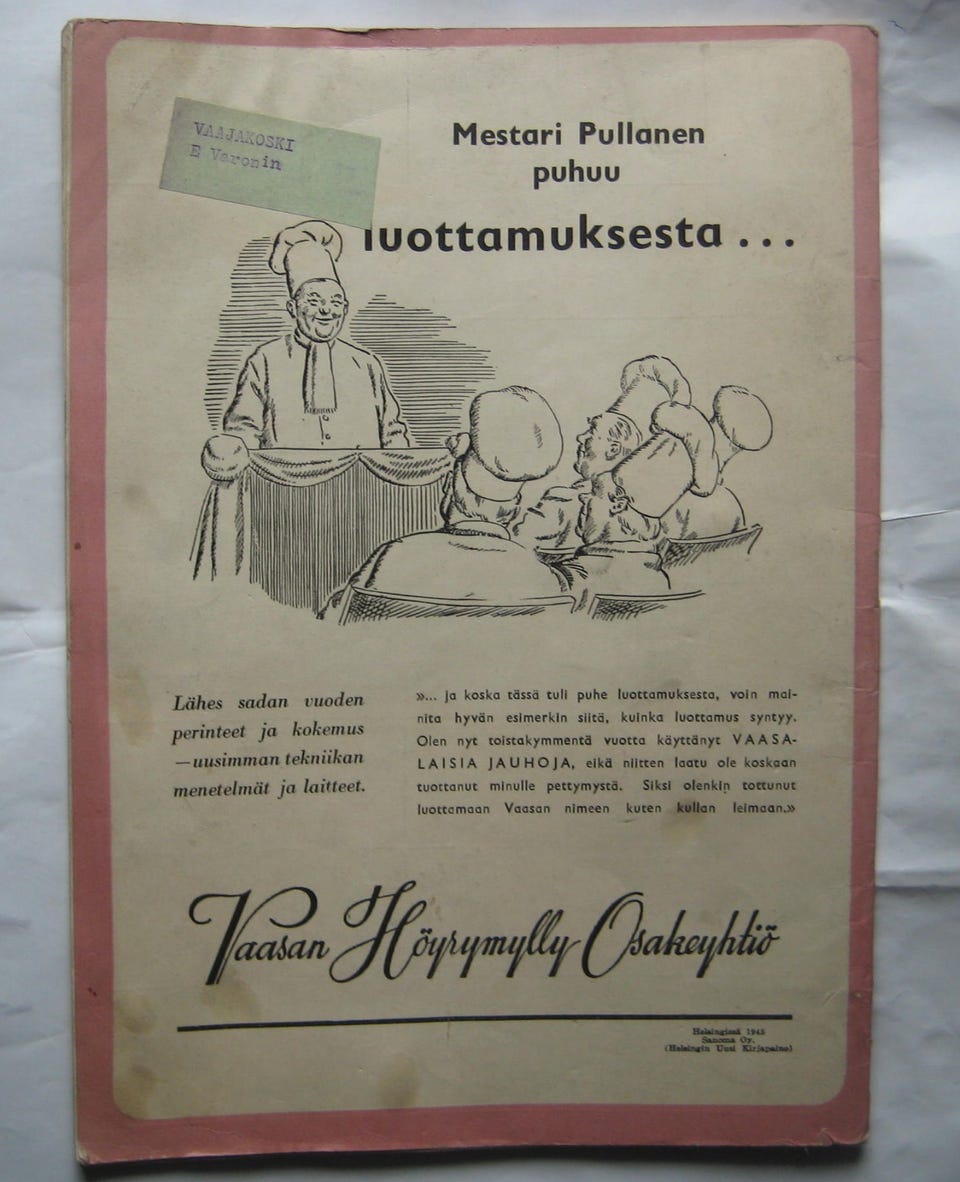 VAAJAKOSKI
E Varonin
Mestari Pullanen
puhuu
luottamuksesta ...
Lähes sadan vuoden
perinteet ja kokemus
— uusimman tekniikan
menetelmät ja laitteet.
»... ja koska tässä tuli puhe luottamuksesta, voin mai-
nita hyvän esimerkin siitä, kuinka luottamus syntyy.
Olen nyt toistakymmentä vuotta käyttänyt VAASA-
LAISIA JAUHOJA, eikä niitten laatu ole koskaan
tuottanut minulle pettymystä. Siksi olenkin tottunut
luottamaan Vaasan nimeen kuten kullan leimaan.»
Vaasan Höyrymylly Osakeyhtiö
Helsingissä 1945
Sanoma Oy.
(Helsingin Uusi Kirjapaino)